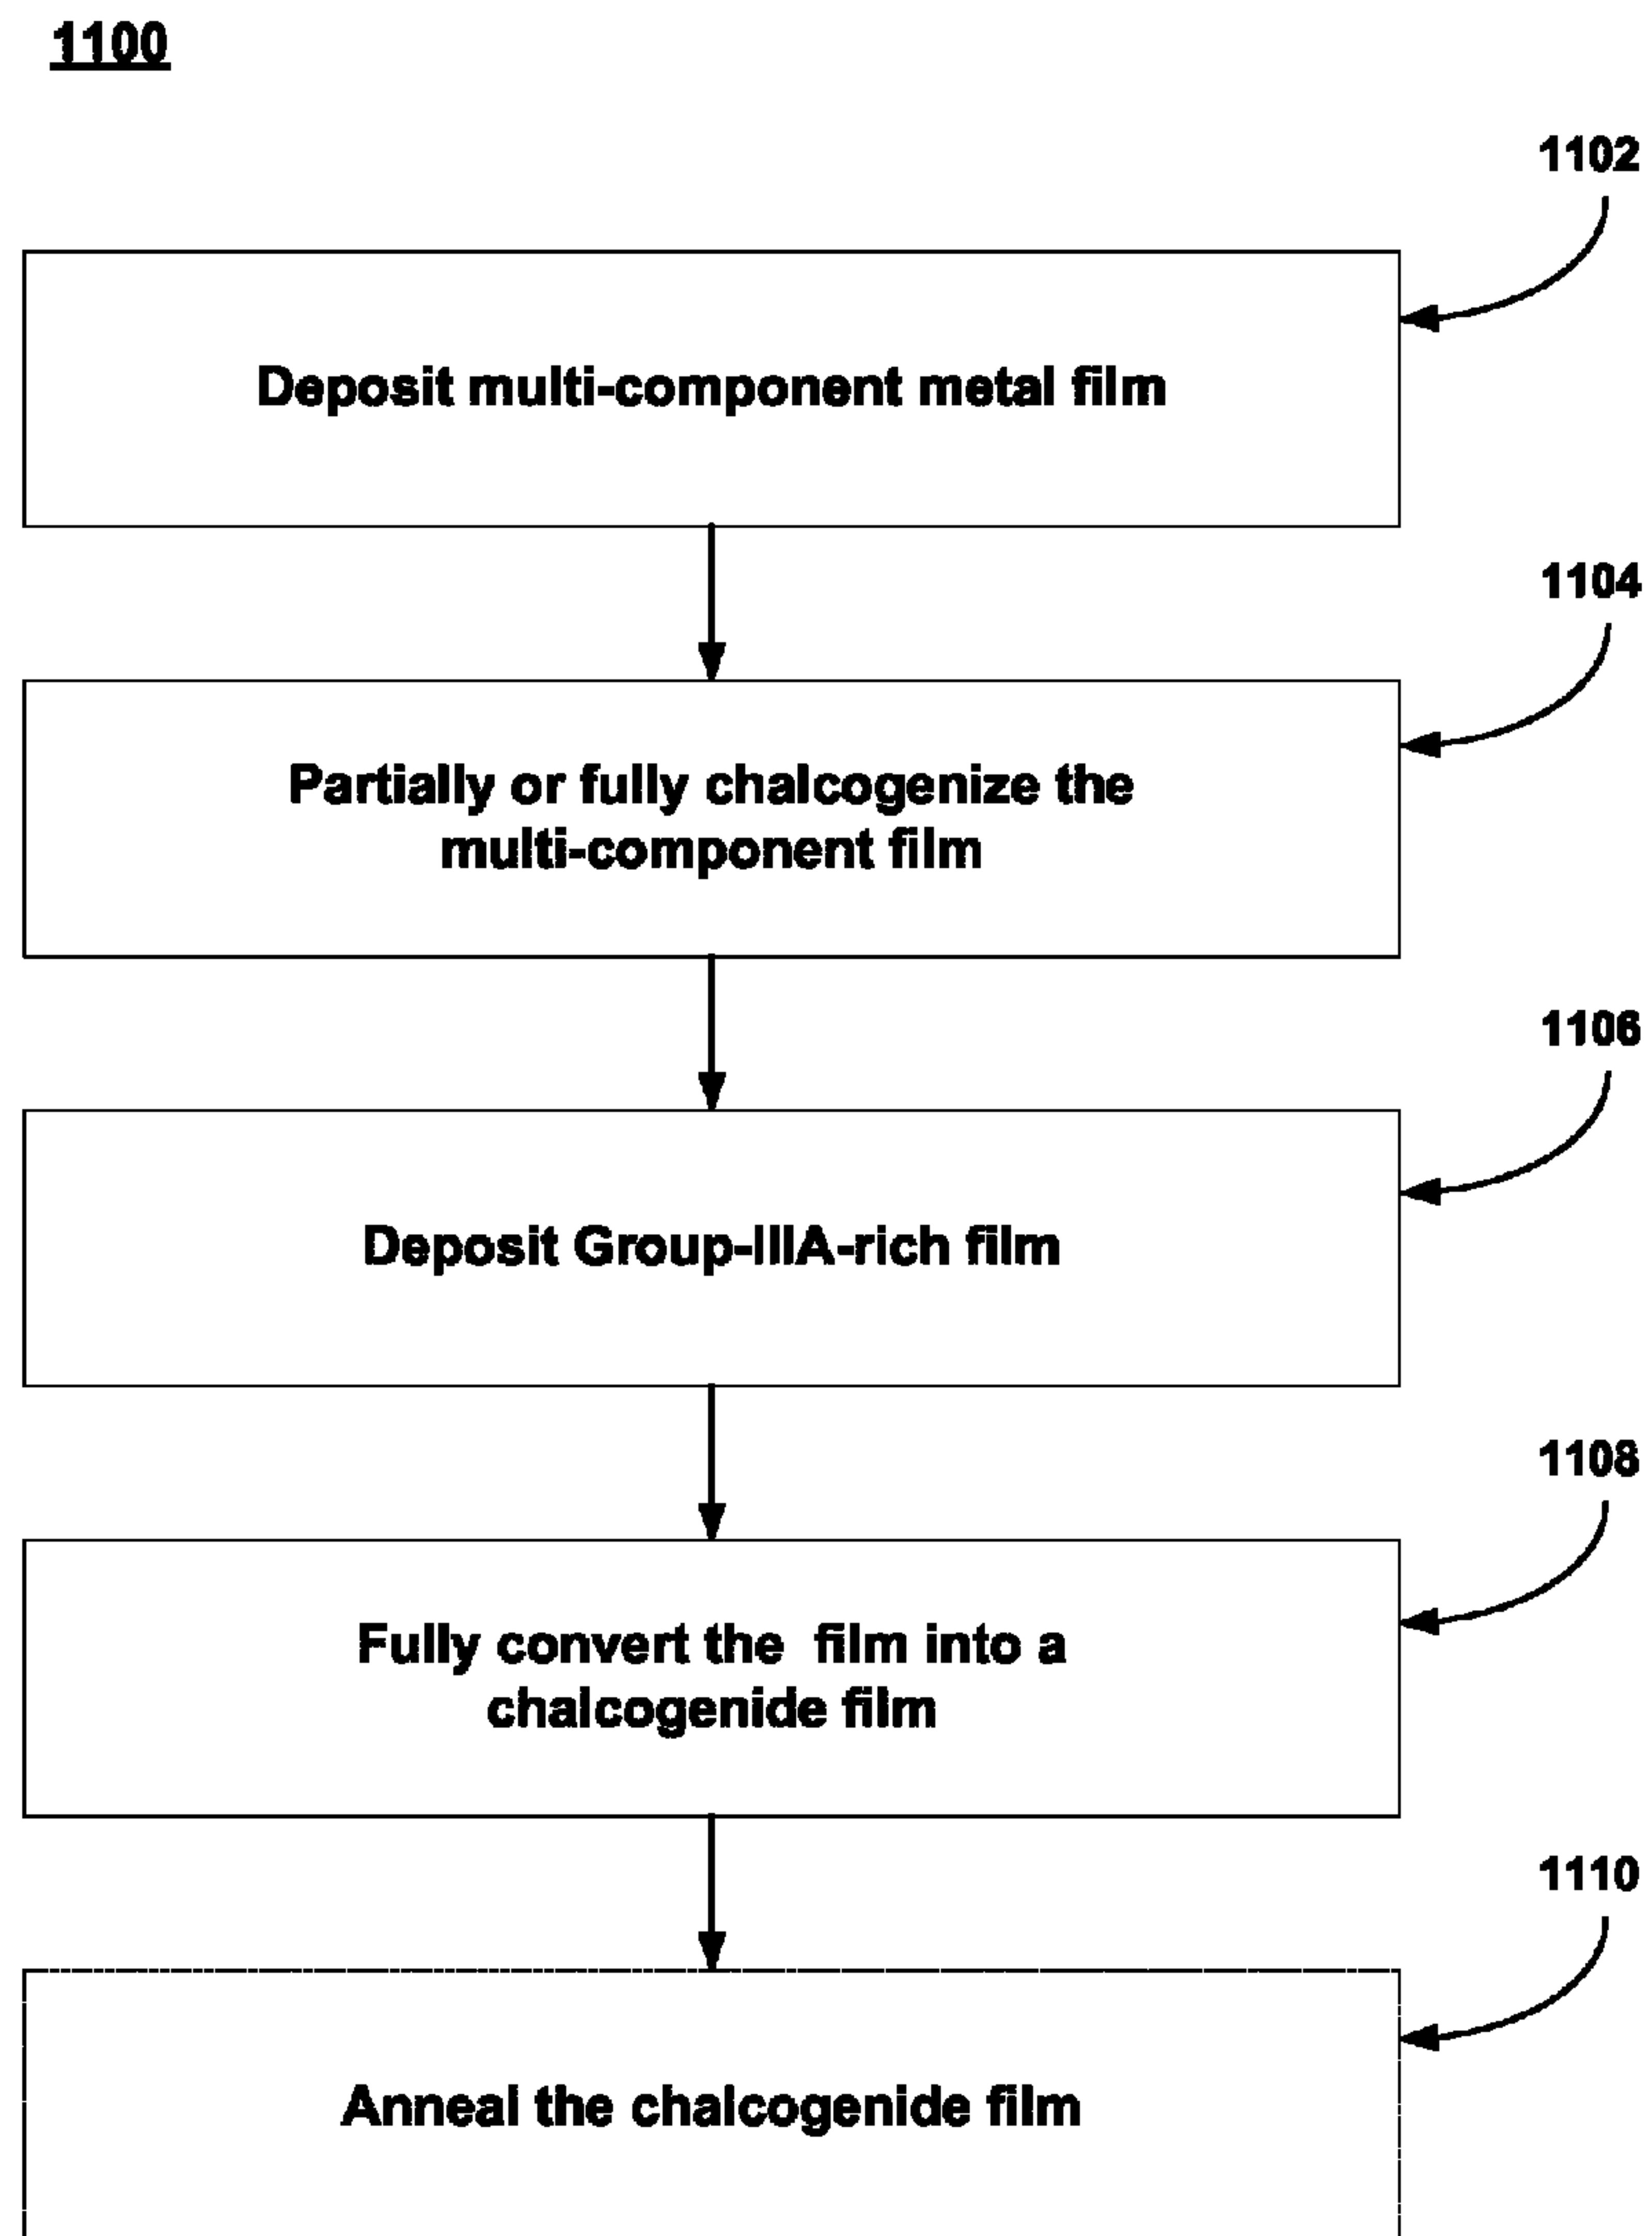 1100
1102
Deposit multi-component metal film
1104
Partially or fully chalcogenize the
multi-component film
1106
Deposit Group-IIIA-rich film
1108
Fully convert the film into a
chalcogenide film
1110
Anneal the chalcogenide film